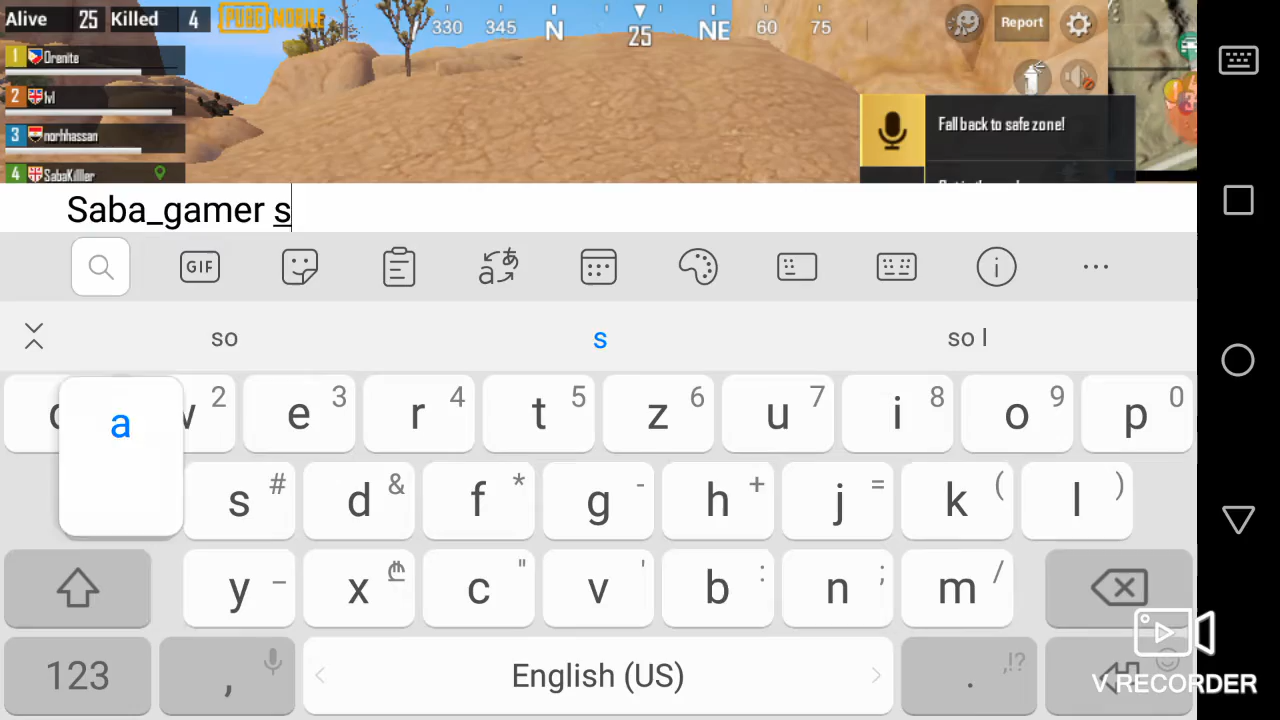 Alive 25 Killed 4 PUBG MOBILE
330 345 N 25 NE 60 75 Report
1 Drenite
2 lvl
3 norhhassan
4 SabaKilller
Fall back to safe zone!
Saba_gamer s
GIF
so s so I
a
2 e 3 r 4 t 5 z 6 u 7 i 8 o 9 p 0
s # d & f * g - h + j = k ( l )
y – x ₾ c " v ' b : n ; m /
123 , English (US) . ,!?
V RECORDER